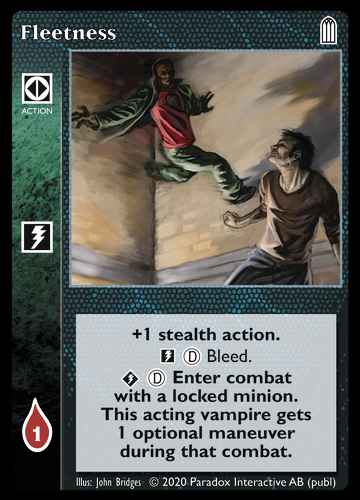 Fleetness
ACTION
+1 stealth action.
D Bleed.
D Enter combat
with a locked minion.
This acting vampire gets
1 optional maneuver
during that combat.
1
Illus: John Bridges © 2020 Paradox Interactive AB (publ)